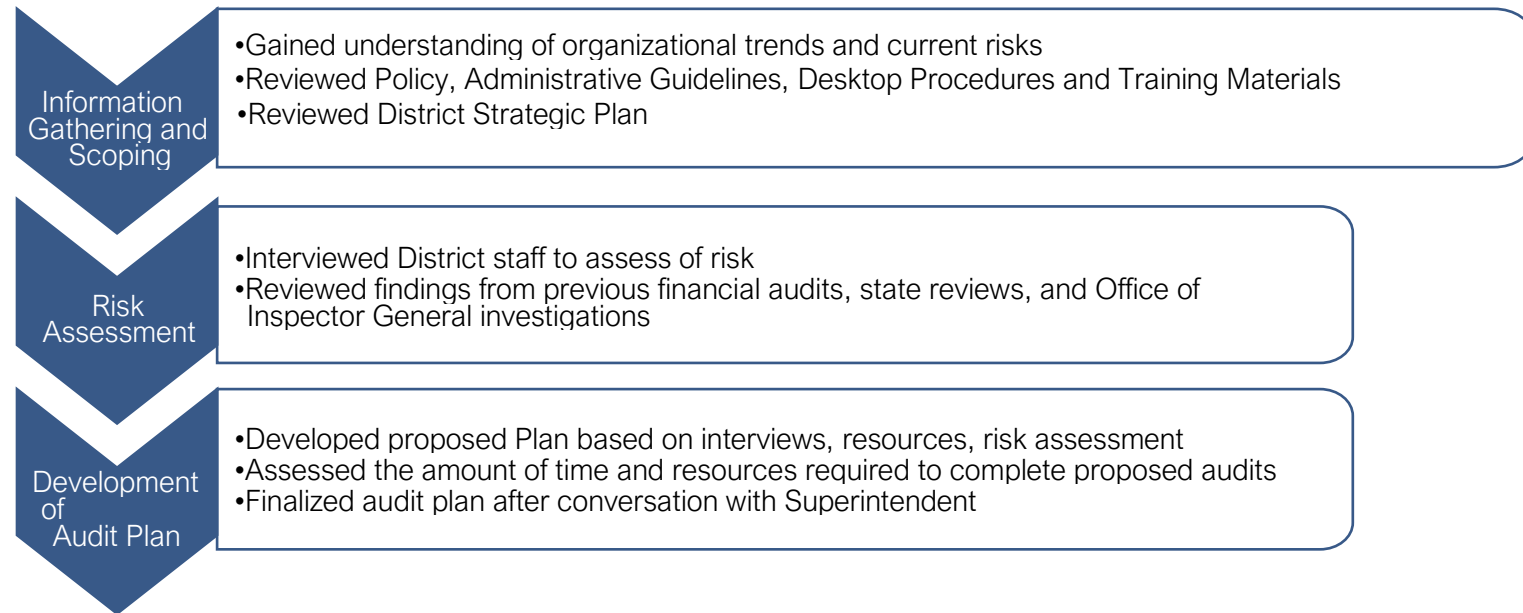 Information
Gathering and
Scoping
•Gained understanding of organizational trends and current risks
•Reviewed Policy, Administrative Guidelines, Desktop Procedures and Training Materials
•Reviewed District Strategic Plan
Risk
Assessment
•Interviewed District staff to assess of risk
•Reviewed findings from previous financial audits, state reviews, and Office of
Inspector General investigations
Development
of
Audit Plan
•Developed proposed Plan based on interviews, resources, risk assessment
•Assessed the amount of time and resources required to complete proposed audits
•Finalized audit plan after conversation with Superintendent